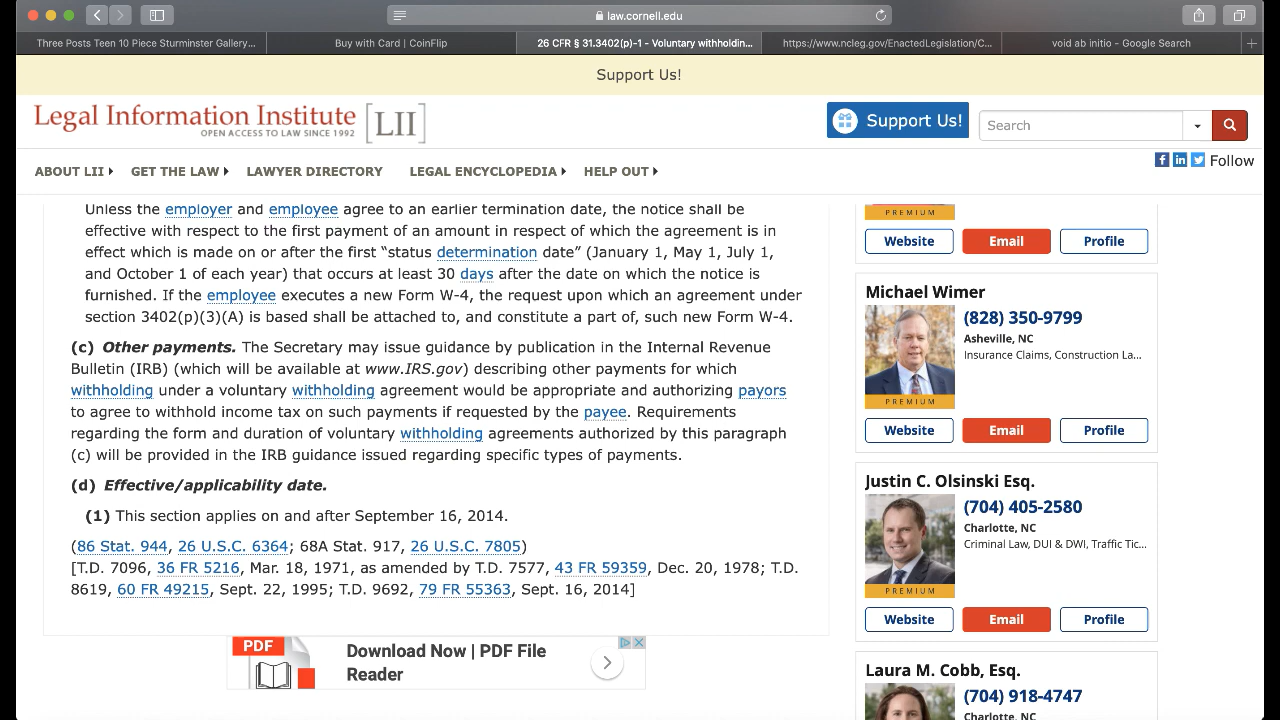 law.cornell.edu
Three Posts Teen 10 Piece Sturminster Gallery...
Buy with Card | CoinFlip
26 CFR § 31.3402(p)-1 - Voluntary withholdin...
https://www.ncleg.gov/EnactedLegislation/C...
void ab initio - Google Search
Support Us!
Legal Information Institute [LII]
OPEN ACCESS TO LAW SINCE 1992
Support Us!
Search
ABOUT LII
GET THE LAW
LAWYER DIRECTORY
LEGAL ENCYCLOPEDIA
HELP OUT
Follow
Unless the employer and employee agree to an earlier termination date, the notice shall be
effective with respect to the first payment of an amount in respect of which the agreement is in
effect which is made on or after the first “status determination date” (January 1, May 1, July 1,
and October 1 of each year) that occurs at least 30 days after the date on which the notice is
furnished. If the employee executes a new Form W-4, the request upon which an agreement under
section 3402(p)(3)(A) is based shall be attached to, and constitute a part of, such new Form W-4.
(c) Other payments. The Secretary may issue guidance by publication in the Internal Revenue
Bulletin (IRB) (which will be available at www.IRS.gov) describing other payments for which
withholding under a voluntary withholding agreement would be appropriate and authorizing payors
to agree to withhold income tax on such payments if requested by the payee. Requirements
regarding the form and duration of voluntary withholding agreements authorized by this paragraph
(c) will be provided in the IRB guidance issued regarding specific types of payments.
(d) Effective/applicability date.
(1) This section applies on and after September 16, 2014.
(86 Stat. 944, 26 U.S.C. 6364; 68A Stat. 917, 26 U.S.C. 7805)
[T.D. 7096, 36 FR 5216, Mar. 18, 1971, as amended by T.D. 7577, 43 FR 59359, Dec. 20, 1978; T.D.
8619, 60 FR 49215, Sept. 22, 1995; T.D. 9692, 79 FR 55363, Sept. 16, 2014]
PDF
Download Now | PDF File
Reader
PREMIUM
Website
Email
Profile
Michael Wimer
(828) 350-9799
Asheville, NC
Insurance Claims, Construction La...
PREMIUM
Website
Email
Profile
Justin C. Olsinski Esq.
(704) 405-2580
Charlotte, NC
Criminal Law, DUI & DWI, Traffic Tic...
PREMIUM
Website
Email
Profile
Laura M. Cobb, Esq.
(704) 918-4747
Charlotte, NC